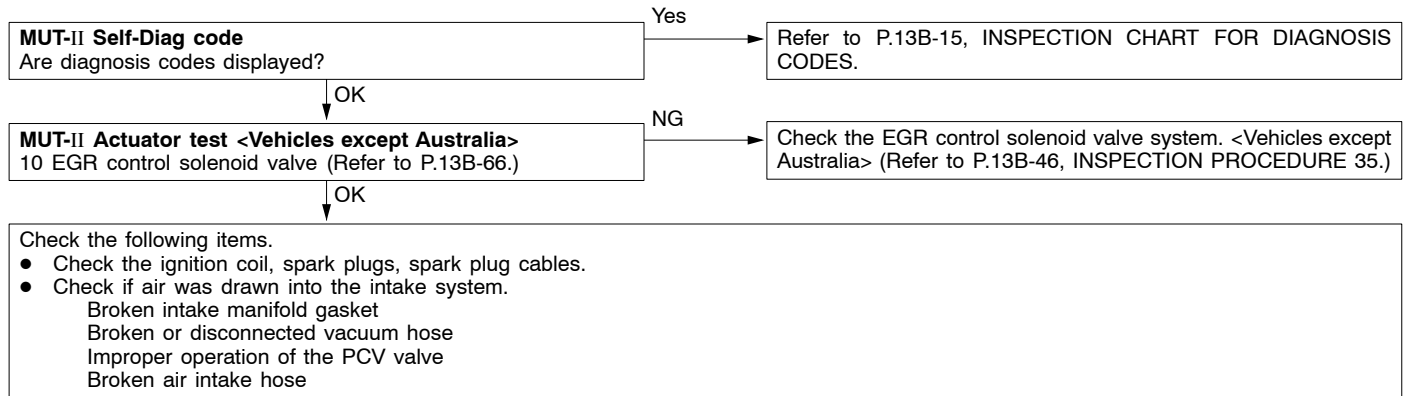 Yes
MUT-II Self-Diag code
Are diagnosis codes displayed?
Refer to P.13B-15, INSPECTION CHART FOR DIAGNOSIS
CODES.
OK
NG
MUT-II Actuator test <Vehicles except Australia>
10 EGR control solenoid valve (Refer to P.13B-66.)
Check the EGR control solenoid valve system. <Vehicles except
Australia> (Refer to P.13B-46, INSPECTION PROCEDURE 35.)
OK
Check the following items.
● Check the ignition coil, spark plugs, spark plug cables.
● Check if air was drawn into the intake system.
Broken intake manifold gasket
Broken or disconnected vacuum hose
Improper operation of the PCV valve
Broken air intake hose